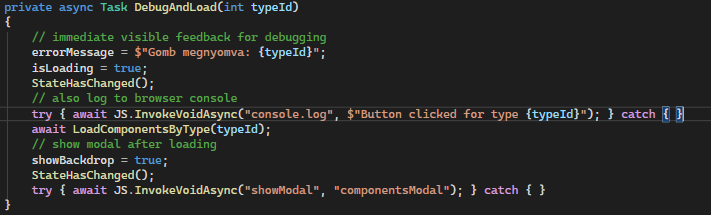 private async Task DebugAndLoad(int typeId)
{
// immediate visible feedback for debugging
errorMessage = $"Gomb megnyomva: {typeId}";
isLoading = true;
StateHasChanged();
// also log to browser console
try { await JS.InvokeVoidAsync("console.log", $"Button clicked for type {typeId}"); } catch { }
await LoadComponentsByType(typeId);
// show modal after loading
showBackdrop = true;
StateHasChanged();
try { await JS.InvokeVoidAsync("showModal", "componentsModal"); } catch { }
}